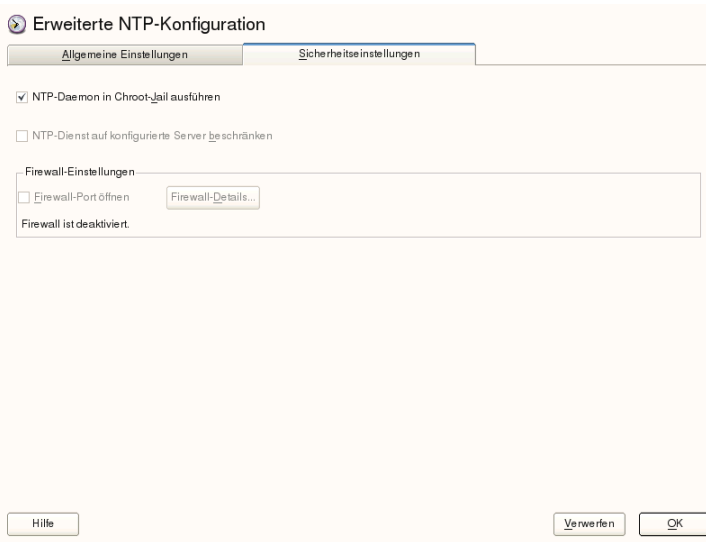 Erweiterte NTP-Konfiguration
Allgemeine Einstellungen
Sicherheitseinstellungen
NTP-Daemon in Chroot-Jail ausführen
NTP-Dienst auf konfigurierte Server beschränken
Firewall-Einstellungen
Firewall-Port öffnen
Firewall-Details...
Firewall ist deaktiviert.
Hilfe
Verwerfen
OK